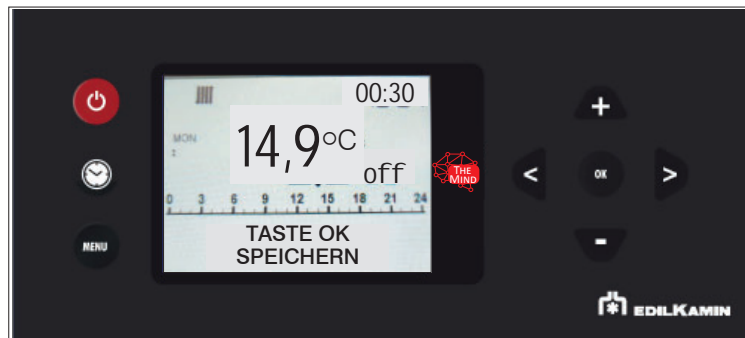 00:30
MON
14,9°C
off
THE MIND
0 3 6 9 12 15 18 21 24
TASTE OK
SPEICHERN
MENU
+
< OK >
-
EDILKAMIN